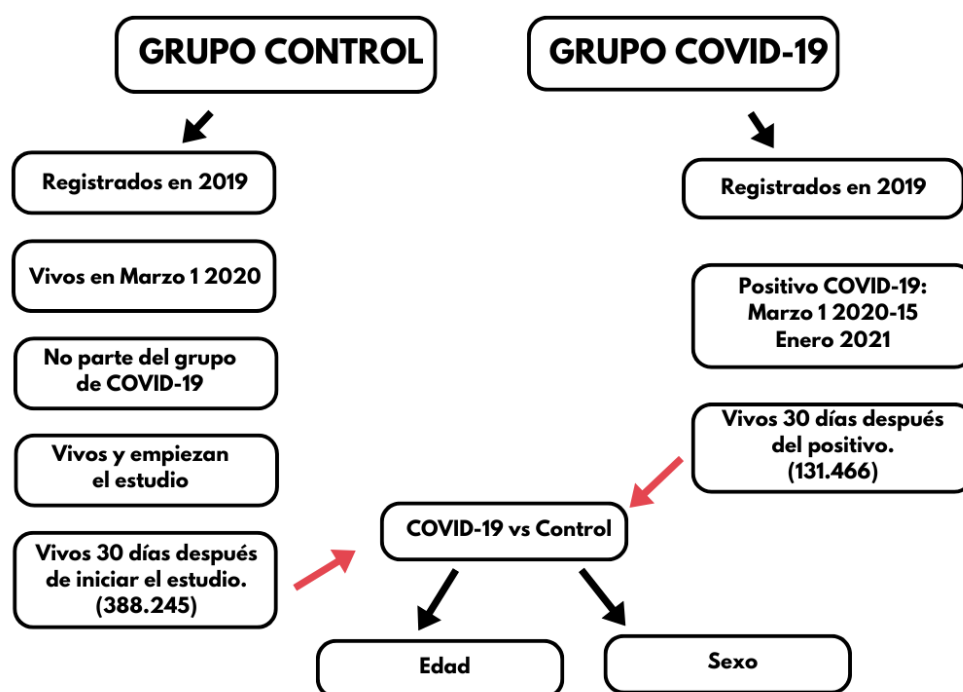 GRUPO CONTROL
Registrados en 2019
Vivos en Marzo 1 2020
No parte del grupo
de COVID-19
Vivos y empiezan
el estudio
Vivos 30 días después
de iniciar el estudio.
(388.245)
GRUPO COVID-19
Registrados en 2019
Positivo COVID-19:
Marzo 1 2020-15
Enero 2021
Vivos 30 días después
del positivo.
(131.466)
COVID-19 vs Control
Edad
Sexo